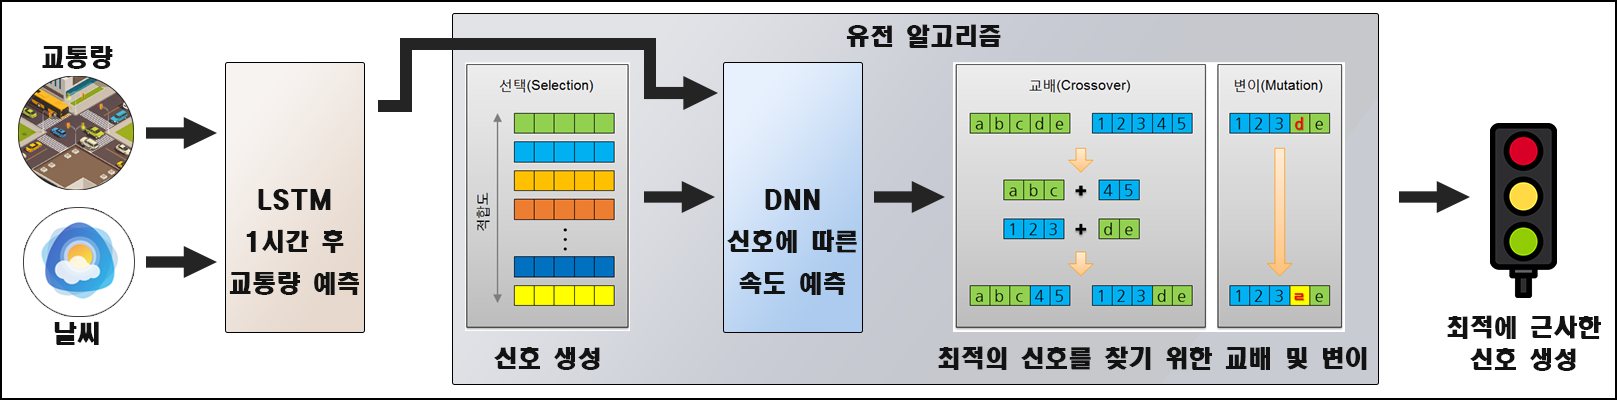 교통량
날씨
LSTM
1시간 후
교통량 예측
유전 알고리즘
선택(Selection)
적합도
신호 생성
DNN
신호에 따른
속도 예측
교배(Crossover)
a b c d e
1 2 3 4 5
a b c + 4 5
1 2 3 + d e
a b c 4 5
1 2 3 d e
변이(Mutation)
1 2 3 d e
1 2 3 ㄹ e
최적의 신호를 찾기 위한 교배 및 변이
최적에 근사한
신호 생성